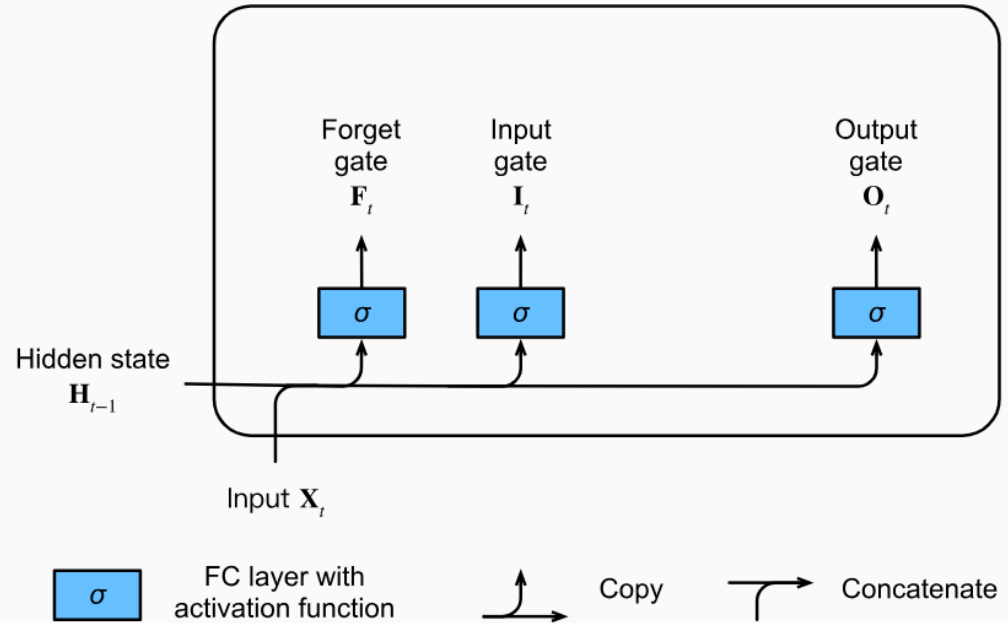 Forget
gate
F_t
Input
gate
I_t
Output
gate
O_t
σ
σ
σ
Hidden state
H_{t−1}
Input X_t
σ
FC layer with
activation function
Copy
Concatenate